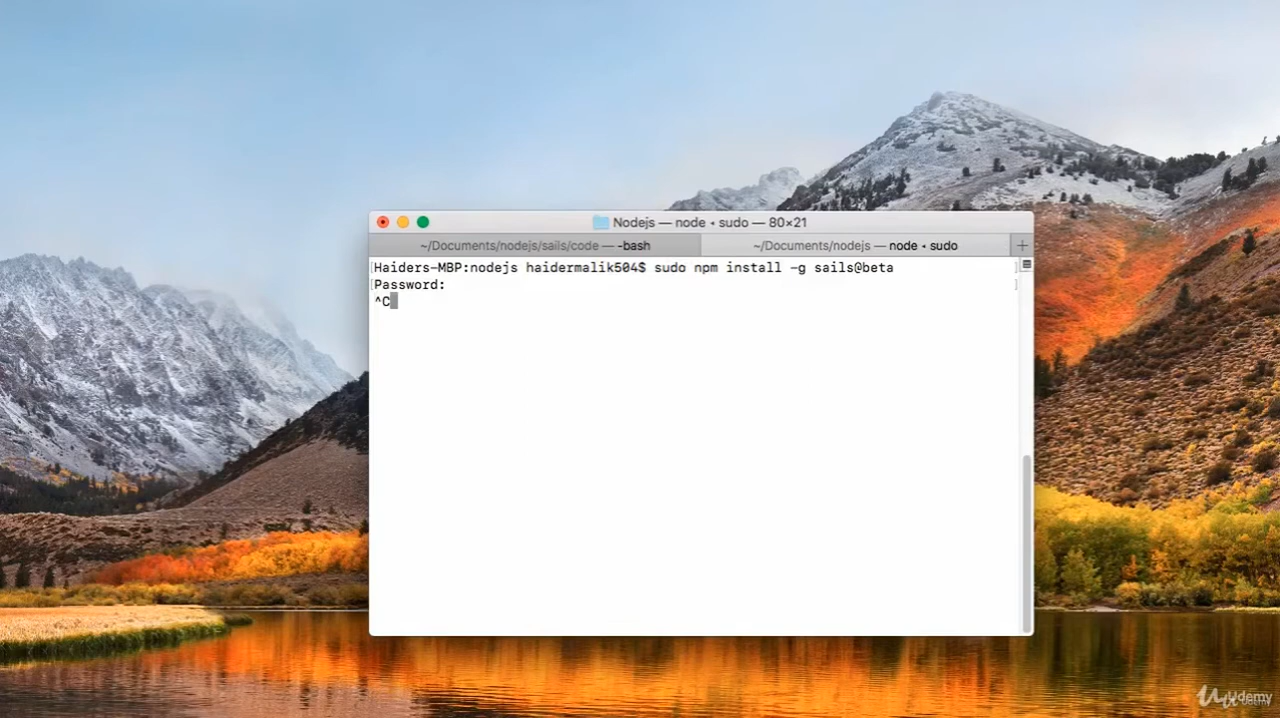 Nodejs — node ◂ sudo — 80×21
~/Documents/nodejs/sails/code — -bash
~/Documents/nodejs — node ◂ sudo
+
[Haiders-MBP:nodejs haidermalik504$ sudo npm install -g sails@beta ]
[Password: ]
^C
Udemy